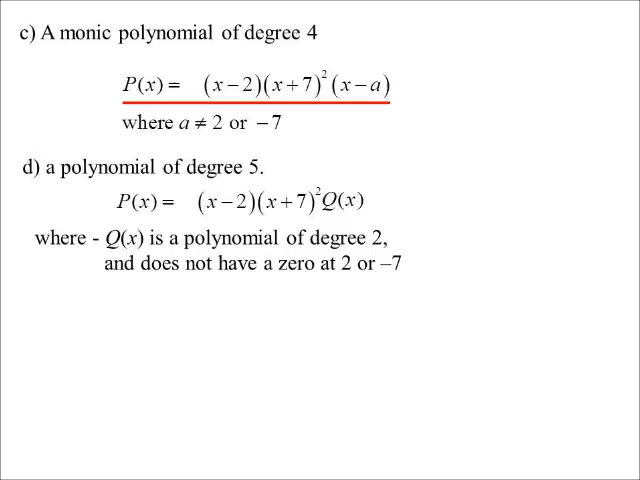 c) A monic polynomial of degree 4
P(x) = (x − 2)(x + 7)²(x − a)
where a ≠ 2 or −7
d) a polynomial of degree 5.
P(x) = (x − 2)(x + 7)²Q(x)
where - Q(x) is a polynomial of degree 2,
and does not have a zero at 2 or –7